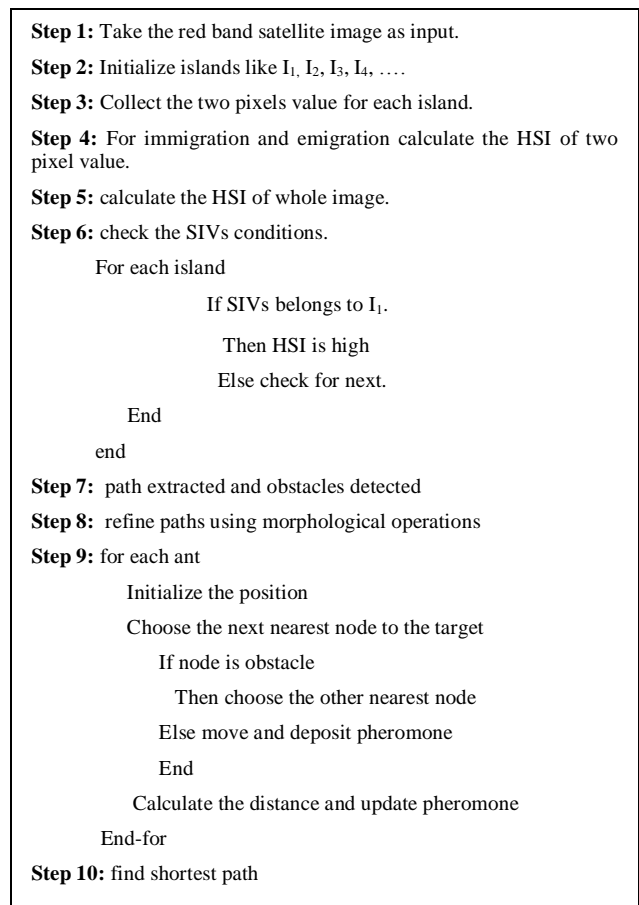 Step 1: Take the red band satellite image as input.
Step 2: Initialize islands like I1, I2, I3, I4, ….
Step 3: Collect the two pixels value for each island.
Step 4: For immigration and emigration calculate the HSI of two
pixel value.
Step 5: calculate the HSI of whole image.
Step 6: check the SIVs conditions.
For each island
If SIVs belongs to I1.
Then HSI is high
Else check for next.
End
end
Step 7: path extracted and obstacles detected
Step 8: refine paths using morphological operations
Step 9: for each ant
Initialize the position
Choose the next nearest node to the target
If node is obstacle
Then choose the other nearest node
Else move and deposit pheromone
End
Calculate the distance and update pheromone
End-for
Step 10: find shortest path